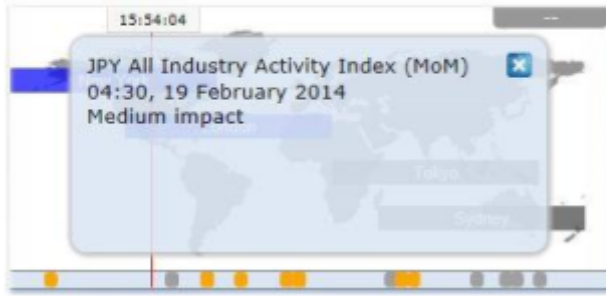 15:54:04
--
JPY All Industry Activity Index (MoM)
04:30, 19 February 2014
Medium impact
Tokyo
Sydney